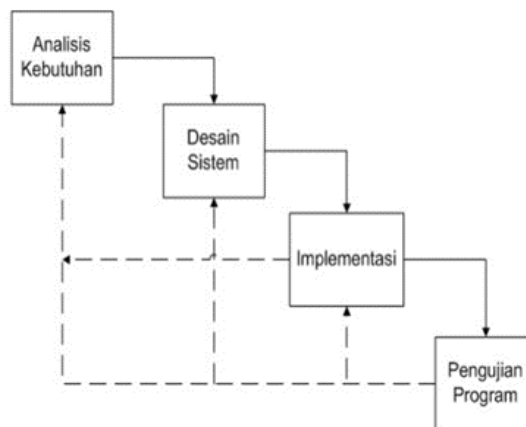 Analisis
Kebutuhan
Desain
Sistem
Implementasi
Pengujian
Program